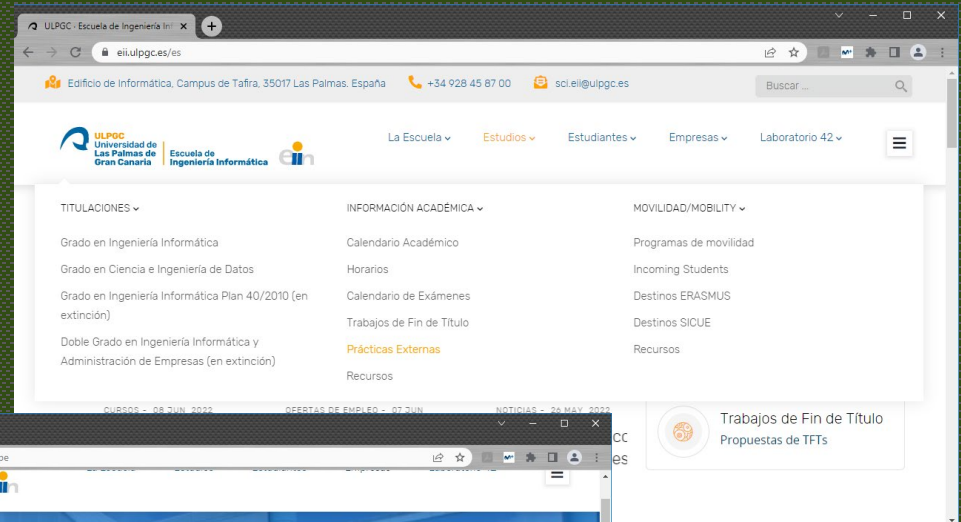 ULPGC - Escuela de Ingeniería Inf
eii.ulpgc.es/es
Edificio de Informática, Campus de Tafira, 35017 Las Palmas. España
+34 928 45 87 00
sci.eii@ulpgc.es
Buscar ...
ULPGC
Universidad de
Las Palmas de
Gran Canaria
Escuela de
Ingeniería Informática
eiin
La Escuela
Estudios
Estudiantes
Empresas
Laboratorio 42
TITULACIONES
Grado en Ingeniería Informática
Grado en Ciencia e Ingeniería de Datos
Grado en Ingeniería Informática Plan 40/2010 (en
extinción)
Doble Grado en Ingeniería Informática y
Administración de Empresas (en extinción)
INFORMACIÓN ACADÉMICA
Calendario Académico
Horarios
Calendario de Exámenes
Trabajos de Fin de Título
Prácticas Externas
Recursos
MOVILIDAD/MOBILITY
Programas de movilidad
Incoming Students
Destinos ERASMUS
Destinos SICUE
Recursos
CURSOS - 08 JUN 2022
OFERTAS DE EMPLEO - 07 JUN
NOTICIAS - 26 MAY 2022
Trabajos de Fin de Título
Propuestas de TFTs